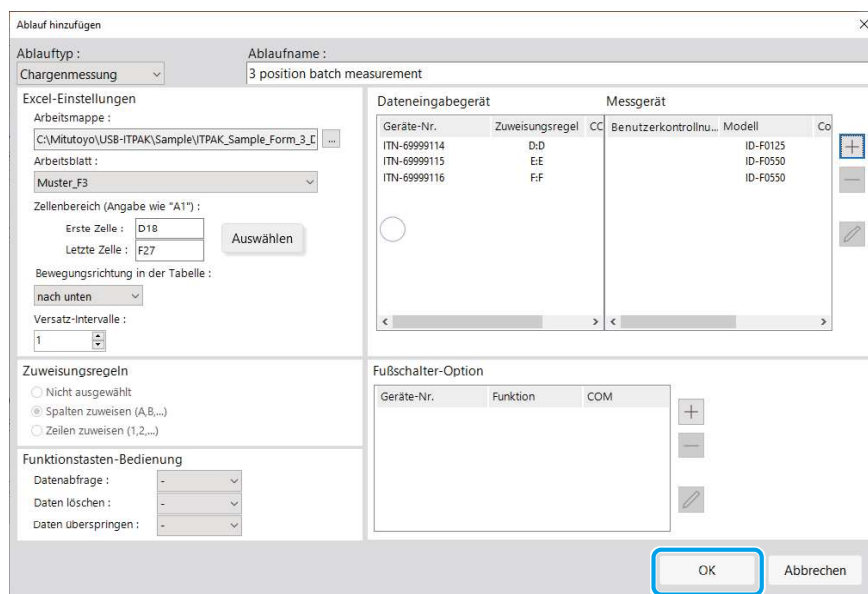 Ablauf hinzufügen
Ablauftyp :
Ablaufname :
Chargenmessung
3 position batch measurement
Excel-Einstellungen
Arbeitsmappe :
C:\Mitutoyo\USB-ITPAK\Sample\ITPAK_Sample_Form_3_D
...
Arbeitsblatt :
Muster_F3
Zellenbereich (Angabe wie "A1") :
Erste Zelle : D18
Letzte Zelle : F27
Auswählen
Bewegungsrichtung in der Tabelle :
nach unten
Versatz-Intervalle :
1
Dateneingabegerät
Messgerät
Geräte-Nr. Zuweisungsregel CC Benutzerkontrollnu... Modell Co
ITN-69999114 D:D ID-F0125
ITN-69999115 E:E ID-F0550
ITN-69999116 F:F ID-F0550
Zuweisungsregeln
Nicht ausgewählt
Spalten zuweisen (A,B,...)
Zeilen zuweisen (1,2,...)
Fußschalter-Option
Geräte-Nr. Funktion COM
Funktionstasten-Bedienung
Datenabfrage : -
Daten löschen : -
Daten überspringen : -
OK
Abbrechen